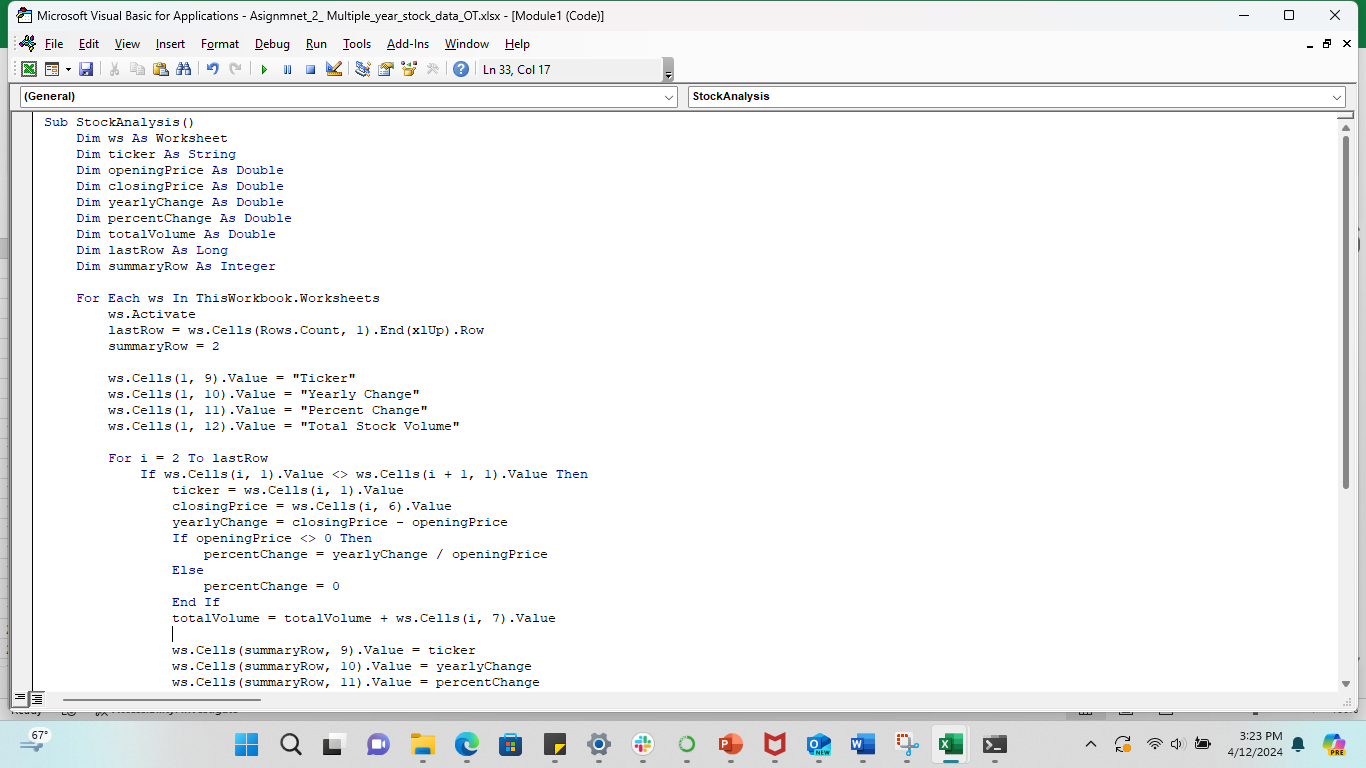 Microsoft Visual Basic for Applications - Asignmnet_2_ Multiple_year_stock_data_OT.xlsx - [Module1 (Code)]
File Edit View Insert Format Debug Run Tools Add-Ins Window Help
Ln 33, Col 17
(General) StockAnalysis
Sub StockAnalysis()
    Dim ws As Worksheet
    Dim ticker As String
    Dim openingPrice As Double
    Dim closingPrice As Double
    Dim yearlyChange As Double
    Dim percentChange As Double
    Dim totalVolume As Double
    Dim lastRow As Long
    Dim summaryRow As Integer
    For Each ws In ThisWorkbook.Worksheets
        ws.Activate
        lastRow = ws.Cells(Rows.Count, 1).End(xlUp).Row
        summaryRow = 2
        ws.Cells(1, 9).Value = "Ticker"
        ws.Cells(1, 10).Value = "Yearly Change"
        ws.Cells(1, 11).Value = "Percent Change"
        ws.Cells(1, 12).Value = "Total Stock Volume"
        For i = 2 To lastRow
            If ws.Cells(i, 1).Value <> ws.Cells(i + 1, 1).Value Then
                ticker = ws.Cells(i, 1).Value
                closingPrice = ws.Cells(i, 6).Value
                yearlyChange = closingPrice - openingPrice
                If openingPrice <> 0 Then
                    percentChange = yearlyChange / openingPrice
                Else
                    percentChange = 0
                End If
                totalVolume = totalVolume + ws.Cells(i, 7).Value
                ws.Cells(summaryRow, 9).Value = ticker
                ws.Cells(summaryRow, 10).Value = yearlyChange
                ws.Cells(summaryRow, 11).Value = percentChange
67°
NEW
3:23 PM
4/12/2024
PRE